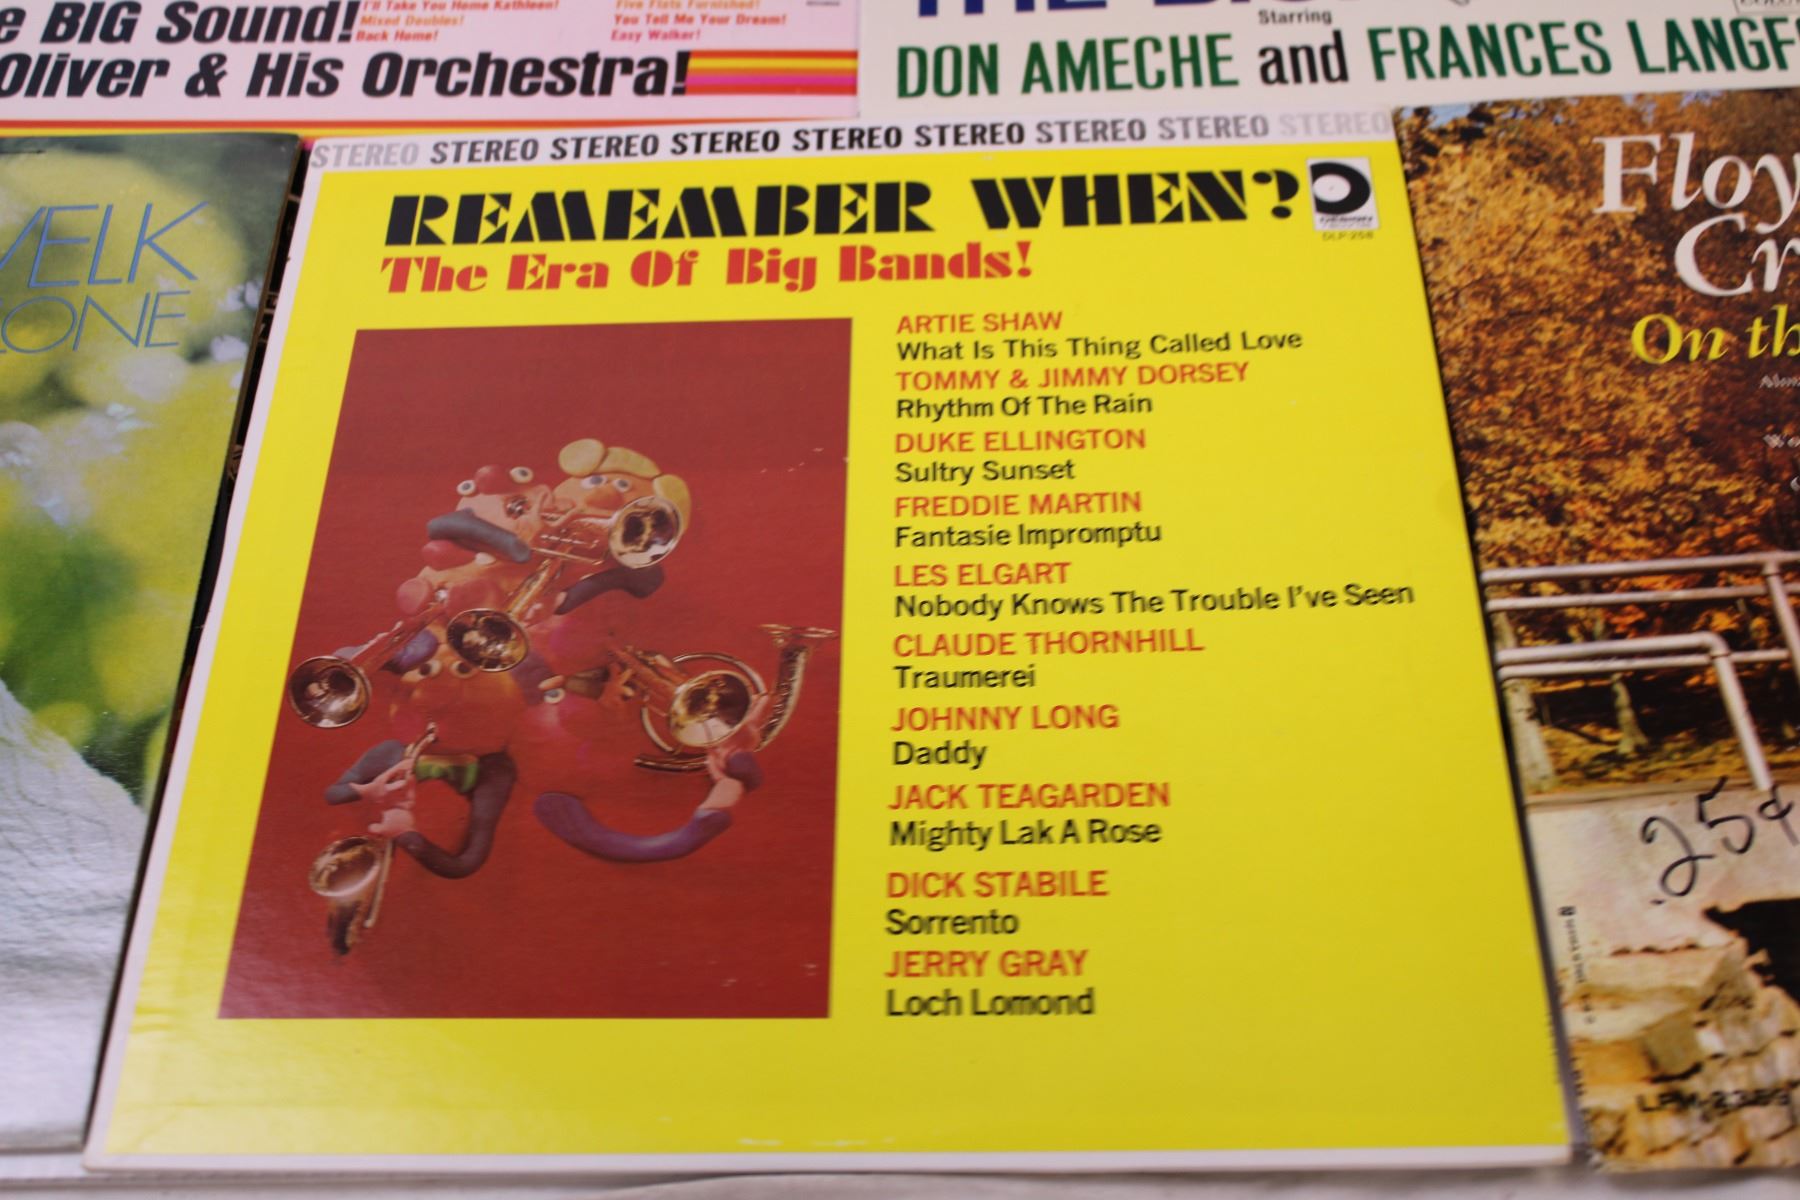 BIG Sound!
I'll Take You Home Kathleen!
Mixed Doubles!
Back Home!
Five Flats Furnished!
You Tell Me Your Dream!
Easy Walker!
Oliver & His Orchestra!
Starring
DON AMECHE and FRANCES
STEREO STEREO STEREO STEREO STEREO STEREO STEREO STEREO STEREO
REMEMBER WHEN?
The Era Of Big Bands!
DESIGN
DLP-258
ARTIE SHAW
What Is This Thing Called Love
TOMMY & JIMMY DORSEY
Rhythm Of The Rain
DUKE ELLINGTON
Sultry Sunset
FREDDIE MARTIN
Fantasie Impromptu
LES ELGART
Nobody Knows The Trouble I've Seen
CLAUDE THORNHILL
Traumerei
JOHNNY LONG
Daddy
JACK TEAGARDEN
Mighty Lak A Rose
DICK STABILE
Sorrento
JERRY GRAY
Loch Lomond
ELK
ONE
Floy
Cr
On th
.25¢